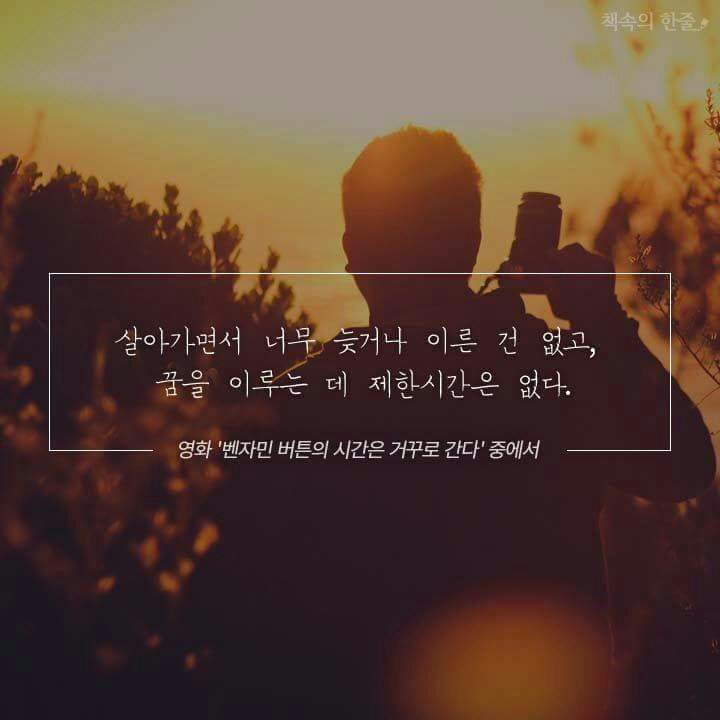 책속의 한줄
살아가면서 너무 늦거나 이른 건 없고,
꿈을 이루는 데 제한시간은 없다.
영화 '벤자민 버튼의 시간은 거꾸로 간다' 중에서